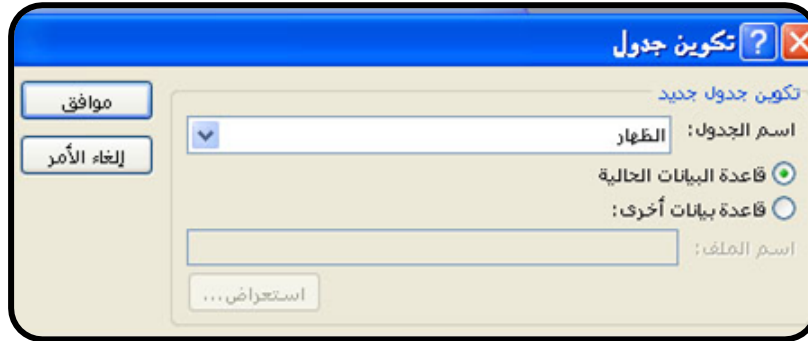 تكوين جدول
تكوين جدول جديد
اسم الجدول: الظهار
قاعدة البيانات الحالية
قاعدة بيانات أخرى:
اسم الملف:
استعراض...
موافق
إلغاء الأمر